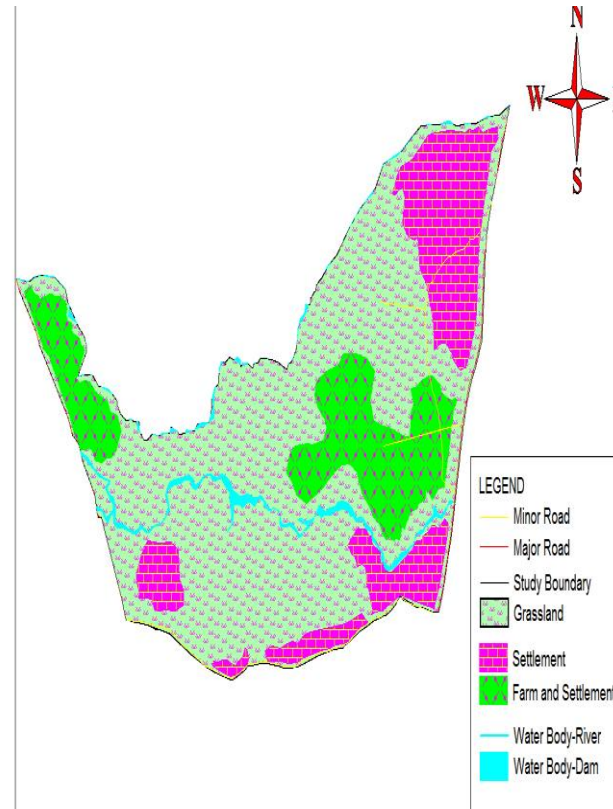 N
W
S
LEGEND
Minor Road
Major Road
Study Boundary
Grassland
Settlement
Farm and Settlement
Water Body-River
Water Body-Dam